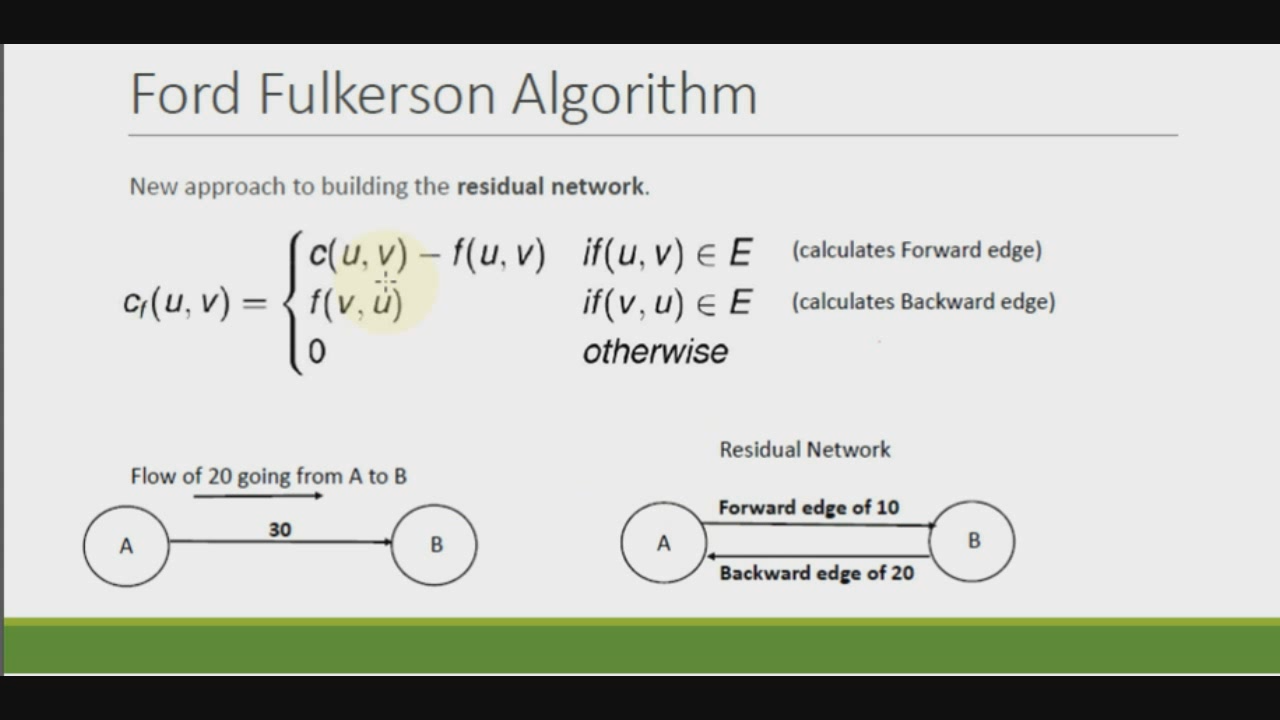 Ford Fulkerson Algorithm
New approach to building the residual network.
c(u, v) − f(u, v) if(u, v) ∈ E (calculates Forward edge)
c_f(u, v) = { f(v, u) if(v, u) ∈ E (calculates Backward edge)
0 otherwise
Residual Network
Flow of 20 going from A to B
Forward edge of 10
A 30 B A B
Backward edge of 20